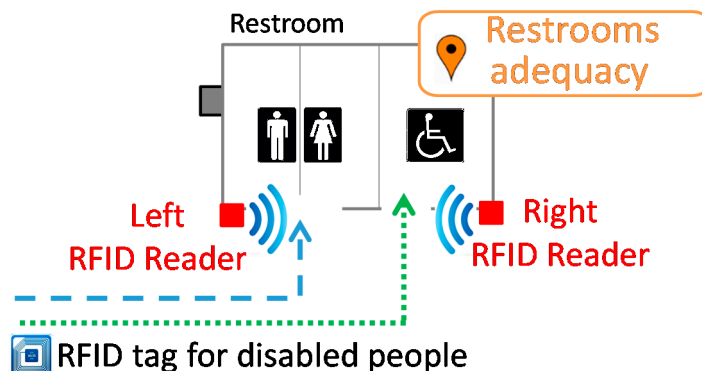 Restroom
Restrooms
adequacy
Left
RFID Reader
Right
RFID Reader
RFID tag for disabled people